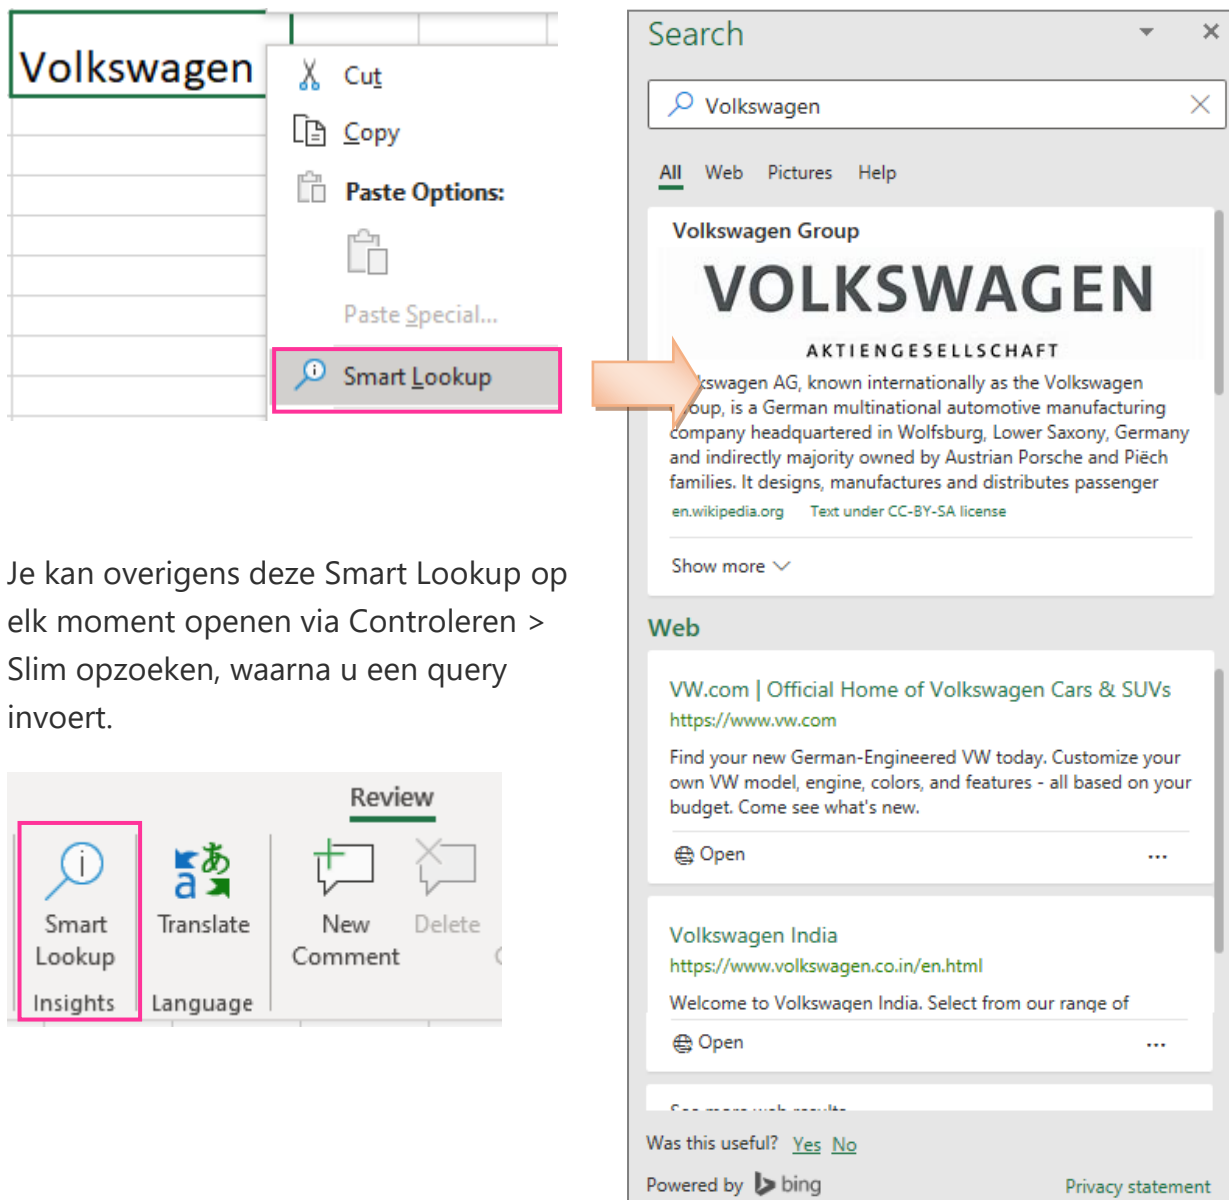 Volkswagen
Cut
Copy
Paste Options:
Paste Special...
Smart Lookup
Je kan overigens deze Smart Lookup op
elk moment openen via Controleren >
Slim opzoeken, waarna u een query
invoert.
Review
Smart
Lookup
Insights
Translate
Language
New
Comment
Delete
Search
Volkswagen
All Web Pictures Help
Volkswagen Group
VOLKSWAGEN
AKTIENGESELLSCHAFT
AG, known internationally as the Volkswagen
is a German multinational automotive manufacturing
company headquartered in Wolfsburg, Lower Saxony, Germany
and indirectly majority owned by Austrian Porsche and Piëch
families. It designs, manufactures and distributes passenger
en.wikipedia.org Text under CC-BY-SA license
Show more
Web
VW.com | Official Home of Volkswagen Cars & SUVs
https://www.vw.com
Find your new German-Engineered VW today. Customize your
own VW model, engine, colors, and features - all based on your
budget. Come see what's new.
Open ...
Volkswagen India
https://www.volkswagen.co.in/en.html
Welcome to Volkswagen India. Select from our range of
Open ...
See more web results
Was this useful? Yes No
Powered by bing
Privacy statement